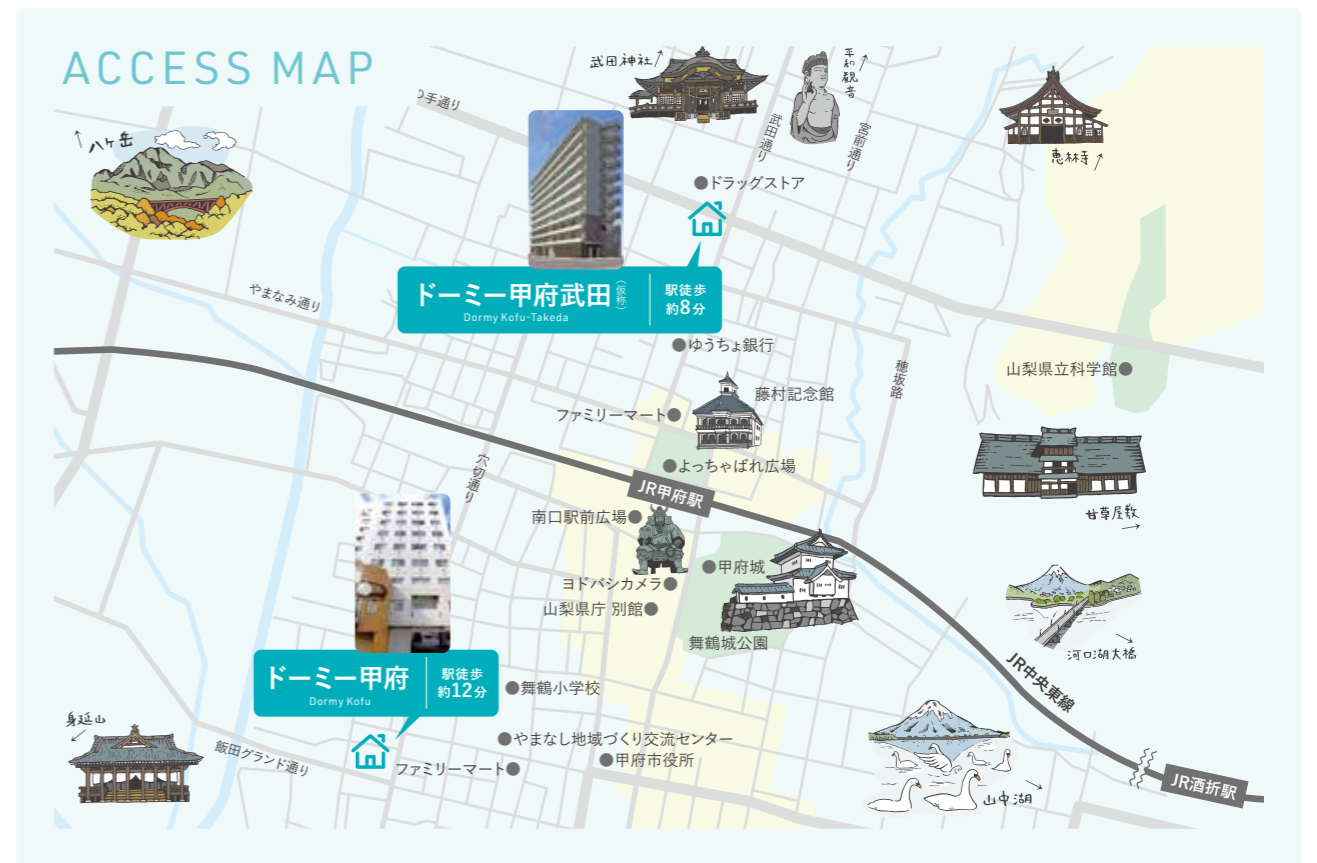 ACCESS MAP
武田神社
平和観音
の手通り
八ヶ岳
武田通り
宮前通り
恵林寺
ドラッグストア
ドーミー甲府武田(仮称)
Dormy Kofu-Takeda
駅徒歩
約8分
やまなみ通り
ゆうちょ銀行
穂坂路
山梨県立科学館
藤村記念館
ファミリーマート
よっちゃばれ広場
穴切通り
JR甲府駅
甘草屋敷
南口駅前広場
甲府城
ヨドバシカメラ
山梨県庁 別館
舞鶴城公園
河口湖大橋
JR中央東線
ドーミー甲府
Dormy Kofu
駅徒歩
約12分
舞鶴小学校
身延山
飯田グランド通り
やまなし地域づくり交流センター
甲府市役所
ファミリーマート
山中湖
JR酒折駅